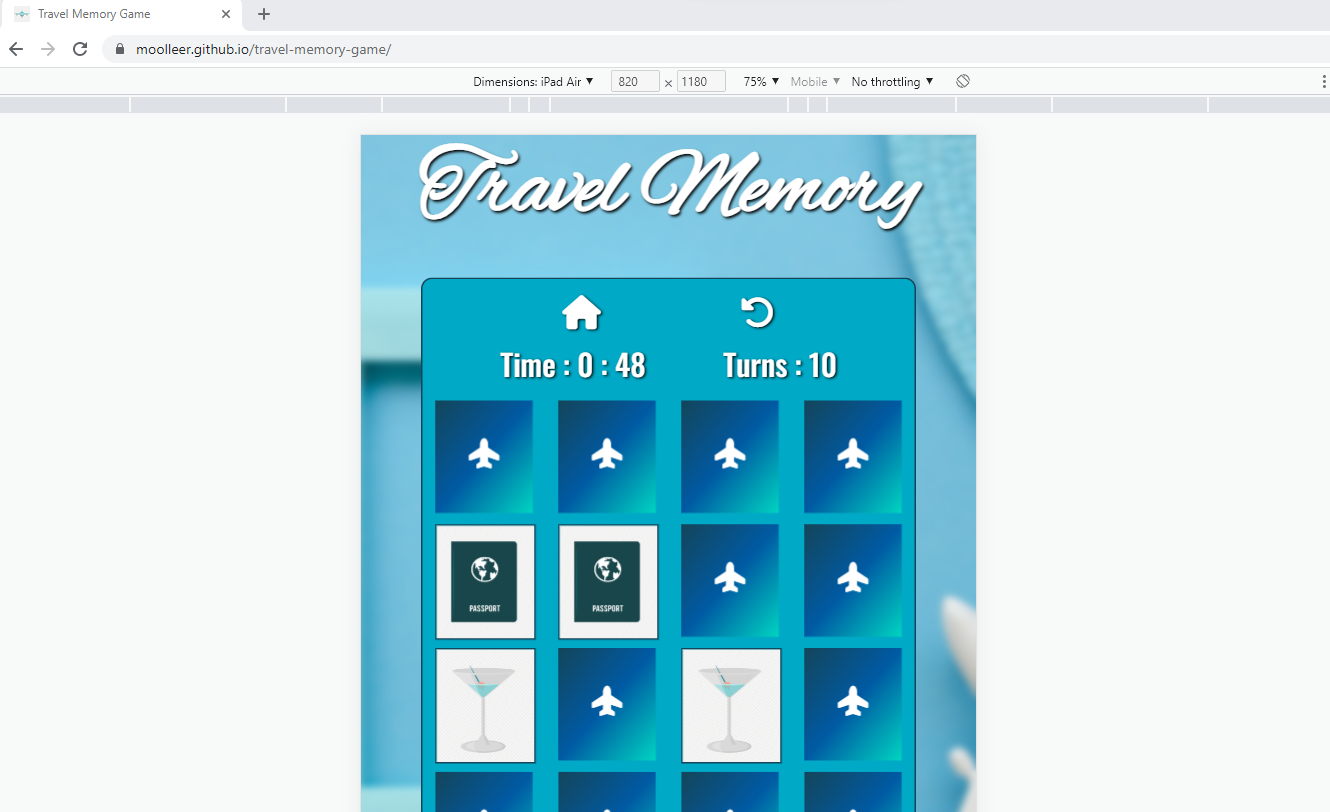 Travel Memory Game
moolleer.github.io/travel-memory-game/
Dimensions: iPad Air ▼ 820 × 1180 75% ▼ Mobile ▼ No throttling ▼
Travel Memory
Time : 0 : 48 Turns : 10
PASSPORT PASSPORT